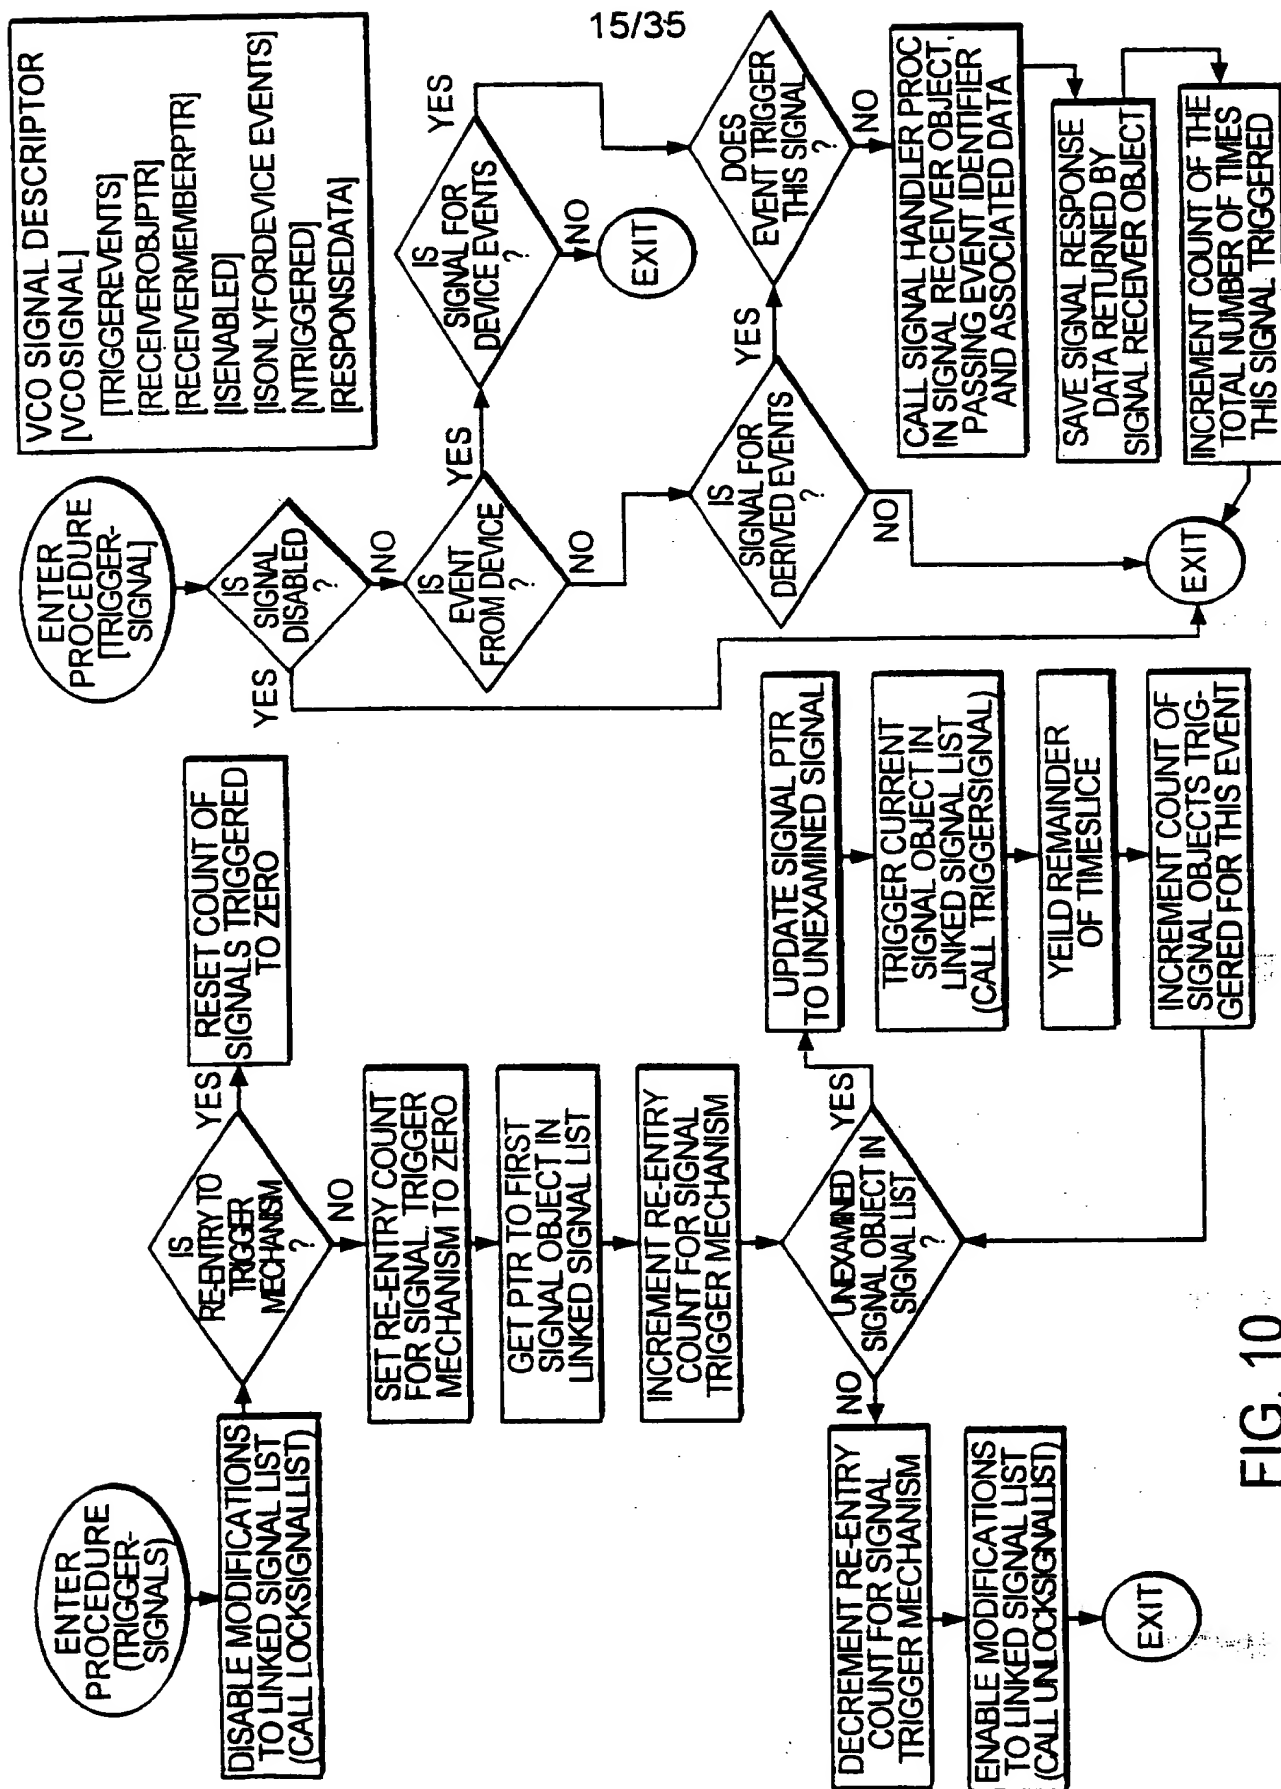 15/35
ENTER
PROCEDURE
(TRIGGER-
SIGNALS)
DISABLE MODIFICATIONS
TO LINKED SIGNAL LIST
(CALL LOCKSIGNALLIST)
IS
RE-ENTRY TO
TRIGGER
MECHANISM
?
YES
RESET COUNT OF
SIGNALS TRIGGERED
TO ZERO
NO
SET RE-ENTRY COUNT
FOR SIGNAL TRIGGER
MECHANISM TO ZERO
GET PTR TO FIRST
SIGNAL OBJECT IN
LINKED SIGNAL LIST
INCREMENT RE-ENTRY
COUNT FOR SIGNAL
TRIGGER MECHANISM
UNEXAMINED
SIGNAL OBJECT IN
SIGNAL LIST
?
YES
UPDATE SIGNAL PTR
TO UNEXAMINED SIGNAL
TRIGGER CURRENT
SIGNAL OBJECT IN
LINKED SIGNAL LIST
(CALL TRIGGERSIGNAL)
YEILD REMAINDER
OF TIMESLICE
INCREMENT COUNT OF
SIGNAL OBJECTS TRIG-
GERED FOR THIS EVENT
NO
DECREMENT RE-ENTRY
COUNT FOR SIGNAL
TRIGGER MECHANISM
ENABLE MODIFICATIONS
TO LINKED SIGNAL LIST
(CALL UNLOCKSIGNALLIST)
EXIT
ENTER
PROCEDURE
[TRIGGER-
SIGNAL]
IS
SIGNAL
DISABLED
?
YES
NO
IS
EVENT
FROM DEVICE
?
YES
NO
IS
SIGNAL FOR
DEVICE EVENTS
?
YES
NO
EXIT
IS
SIGNAL FOR
DERIVED EVENTS
?
YES
NO
DOES
EVENT TRIGGER
THIS SIGNAL
?
NO
CALL SIGNAL HANDLER PROC
IN SIGNAL RECEIVER OBJECT,
PASSING EVENT IDENTIFIER
AND ASSOCIATED DATA
SAVE SIGNAL RESPONSE
DATA RETURNED BY
SIGNAL RECEIVER OBJECT
INCREMENT COUNT OF THE
TOTAL NUMBER OF TIMES
THIS SIGNAL TRIGGERED
EXIT
VCO SIGNAL DESCRIPTOR
[VCOSIGNAL]
[TRIGGEREVENTS]
[RECEIVEROBJPTR]
[RECEIVERMEMBERPTR]
[ISENABLED]
[ISONLYFORDEVICE EVENTS]
[NTRIGGERED]
[RESPONSEDATA]
FIG. 10